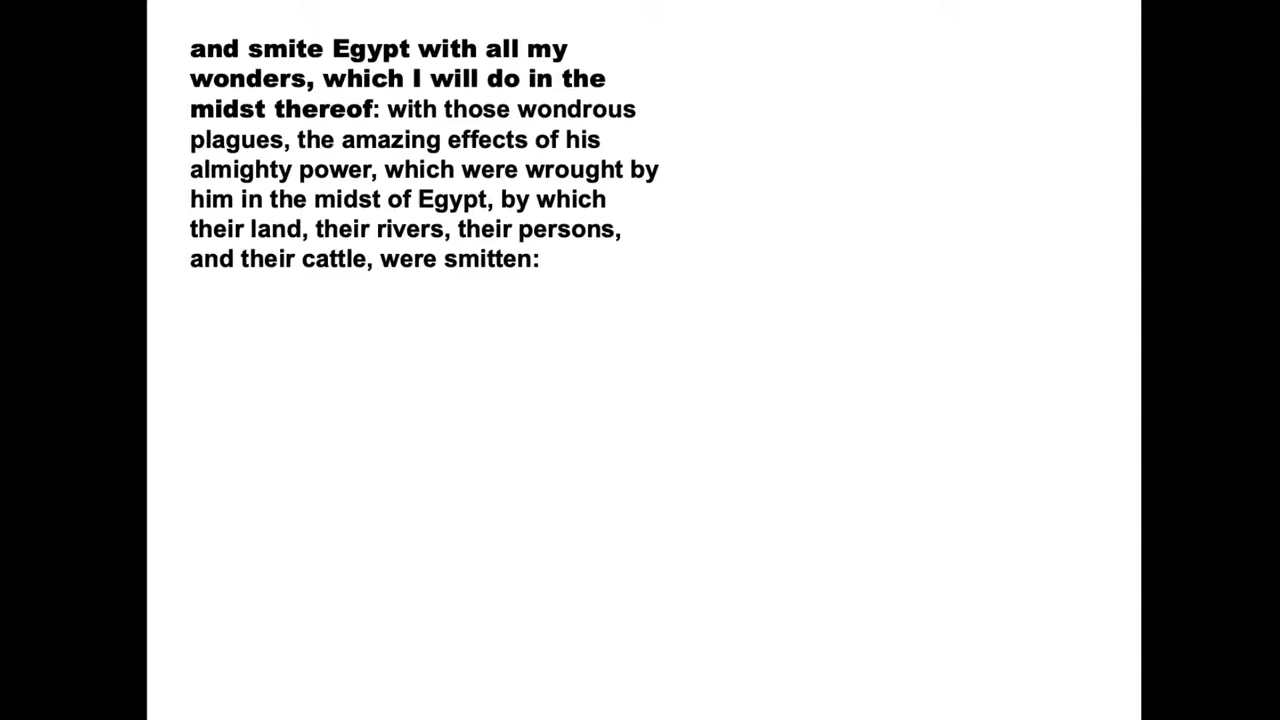 and smite Egypt with all my
wonders, which I will do in the
midst thereof: with those wondrous
plagues, the amazing effects of his
almighty power, which were wrought by
him in the midst of Egypt, by which
their land, their rivers, their persons,
and their cattle, were smitten: